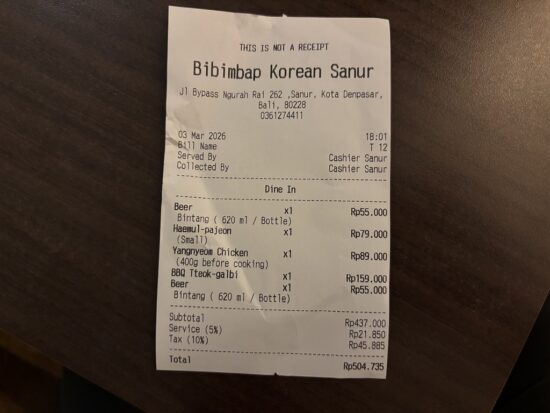 THIS IS NOT A RECEIPT
Bibimbap Korean Sanur
Jl Bypass Ngurah Rai 262 ,Sanur, Kota Denpasar,
Bali, 80228
0361274411
03 Mar 2026 18:01
Bill Name T 12
Served By Cashier Sanur
Collected By Cashier Sanur
Dine In
Beer x1 Rp55.000
Bintang ( 620 ml / Bottle)
Haemul-pajeon x1 Rp79.000
(Small)
Yangnyeom Chicken x1 Rp89.000
(400g before cooking)
BBQ Tteok-galbi x1 Rp159.000
Beer x1 Rp55.000
Bintang ( 620 ml / Bottle)
Subtotal Rp437.000
Service (5%) Rp21.850
Tax (10%) Rp45.885
Total Rp504.735